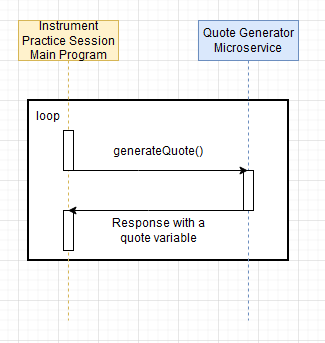 Instrument
Practice Session
Main Program
Quote Generator
Microservice
loop
generateQuote()
Response with a
quote variable